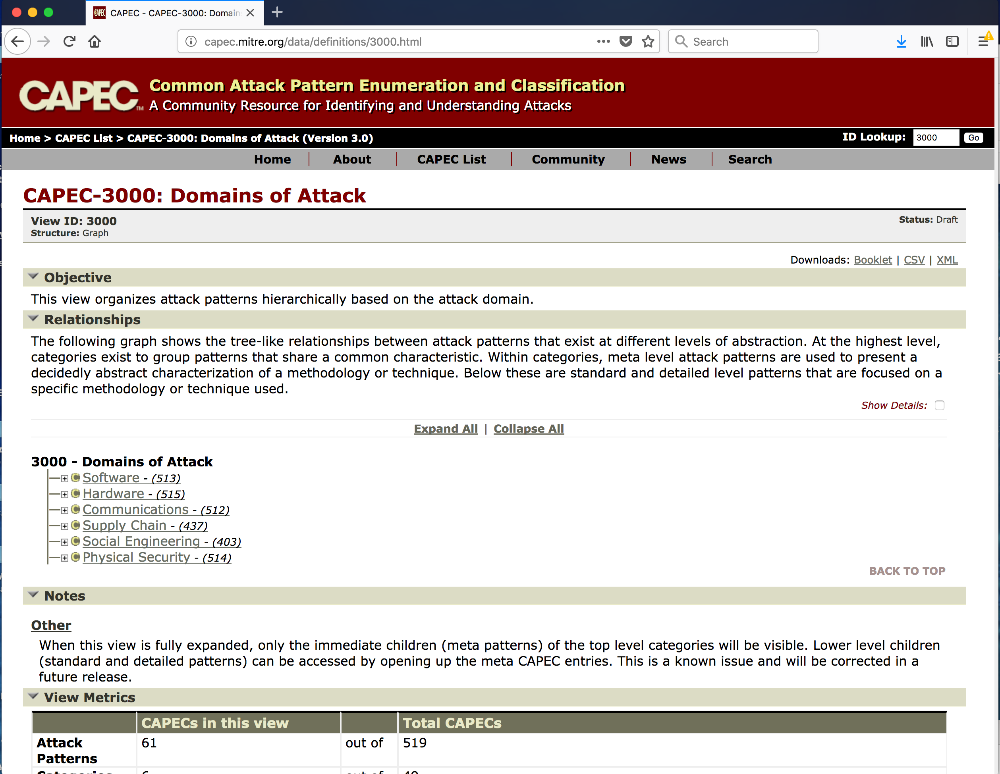 CAPEC - CAPEC-3000: Domain
capec.mitre.org/data/definitions/3000.html
Search
CAPEC™
Common Attack Pattern Enumeration and Classification
A Community Resource for Identifying and Understanding Attacks
Home > CAPEC List > CAPEC-3000: Domains of Attack (Version 3.0)
ID Lookup: 3000 Go
Home About CAPEC List Community News Search
CAPEC-3000: Domains of Attack
View ID: 3000
Status: Draft
Structure: Graph
Downloads: Booklet | CSV | XML
Objective
This view organizes attack patterns hierarchically based on the attack domain.
Relationships
The following graph shows the tree-like relationships between attack patterns that exist at different levels of abstraction. At the highest level,
categories exist to group patterns that share a common characteristic. Within categories, meta level attack patterns are used to present a
decidedly abstract characterization of a methodology or technique. Below these are standard and detailed level patterns that are focused on a
specific methodology or technique used.
Show Details:
Expand All | Collapse All
3000 - Domains of Attack
C Software - (513)
C Hardware - (515)
C Communications - (512)
C Supply Chain - (437)
C Social Engineering - (403)
C Physical Security - (514)
BACK TO TOP
Notes
Other
When this view is fully expanded, only the immediate children (meta patterns) of the top level categories will be visible. Lower level children
(standard and detailed patterns) can be accessed by opening up the meta CAPEC entries. This is a known issue and will be corrected in a
future release.
View Metrics
CAPECs in this view Total CAPECs
Attack 61 out of 519
Patterns